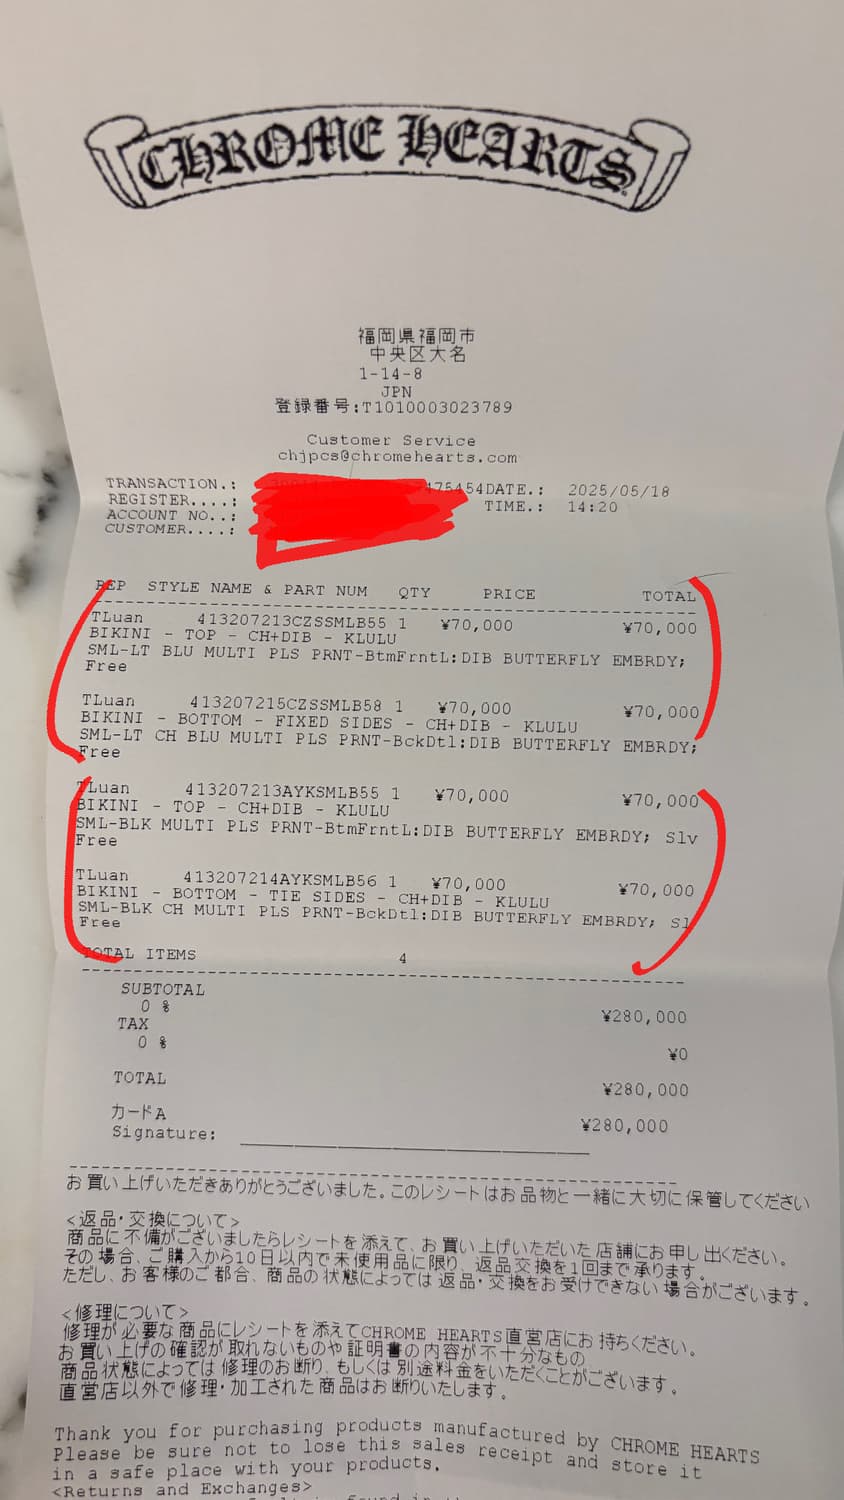 CHROME HEARTS
福岡県福岡市
中央区大名
1-14-8
JPN
登録番号:T1010003023789
Customer Service
chjpcs@chromehearts.com
TRANSACTION.: 475454DATE.: 2025/05/18
REGISTER....: TIME.: 14:20
ACCOUNT NO..:
CUSTOMER....:
REP STYLE NAME & PART NUM QTY PRICE TOTAL
TLuan 413207213CZSSMLB55 1 ¥70,000 ¥70,000
BIKINI - TOP - CH+DIB - KLULU
SML-LT BLU MULTI PLS PRNT-BtmFrntL:DIB BUTTERFLY EMBRDY;
Free
TLuan 413207215CZSSMLB58 1 ¥70,000 ¥70,000
BIKINI - BOTTOM - FIXED SIDES - CH+DIB - KLULU
SML-LT CH BLU MULTI PLS PRNT-BckDtl:DIB BUTTERFLY EMBRDY;
Free
TLuan 413207213AYKSMLB55 1 ¥70,000 ¥70,000
BIKINI - TOP - CH+DIB - KLULU
SML-BLK MULTI PLS PRNT-BtmFrntL:DIB BUTTERFLY EMBRDY; Slv
Free
TLuan 413207214AYKSMLB56 1 ¥70,000 ¥70,000
BIKINI - BOTTOM - TIE SIDES - CH+DIB - KLULU
SML-BLK CH MULTI PLS PRNT-BckDtl:DIB BUTTERFLY EMBRDY; Sl
Free
TOTAL ITEMS 4
SUBTOTAL ¥280,000
0 %
TAX ¥0
0 %
TOTAL ¥280,000
カードA ¥280,000
Signature:
お買い上げいただきありがとうございました。このレシートはお品物と一緒に大切に保管してください
<返品・交換について>
商品に不備がございましたらレシートを添えて、お買い上げいただいた店舗にお申し出ください。
その場合、ご購入から10日以内で未使用品に限り、返品交換を1回まで承ります。
ただし、お客様のご都合、商品の状態によっては返品・交換をお受けできない場合がございます。
<修理について>
修理が必要な商品にレシートを添えてCHROME HEARTS直営店にお持ちください。
お買い上げの確認が取れないものや証明書の内容が不十分なもの
商品状態によっては修理のお断り、もしくは別途料金をいただくことがございます。
直営店以外で修理・加工された商品はお断りいたします。
Thank you for purchasing products manufactured by CHROME HEARTS
Please be sure not to lose this sales receipt and store it
in a safe place with your products.
<Returns and Exchanges>